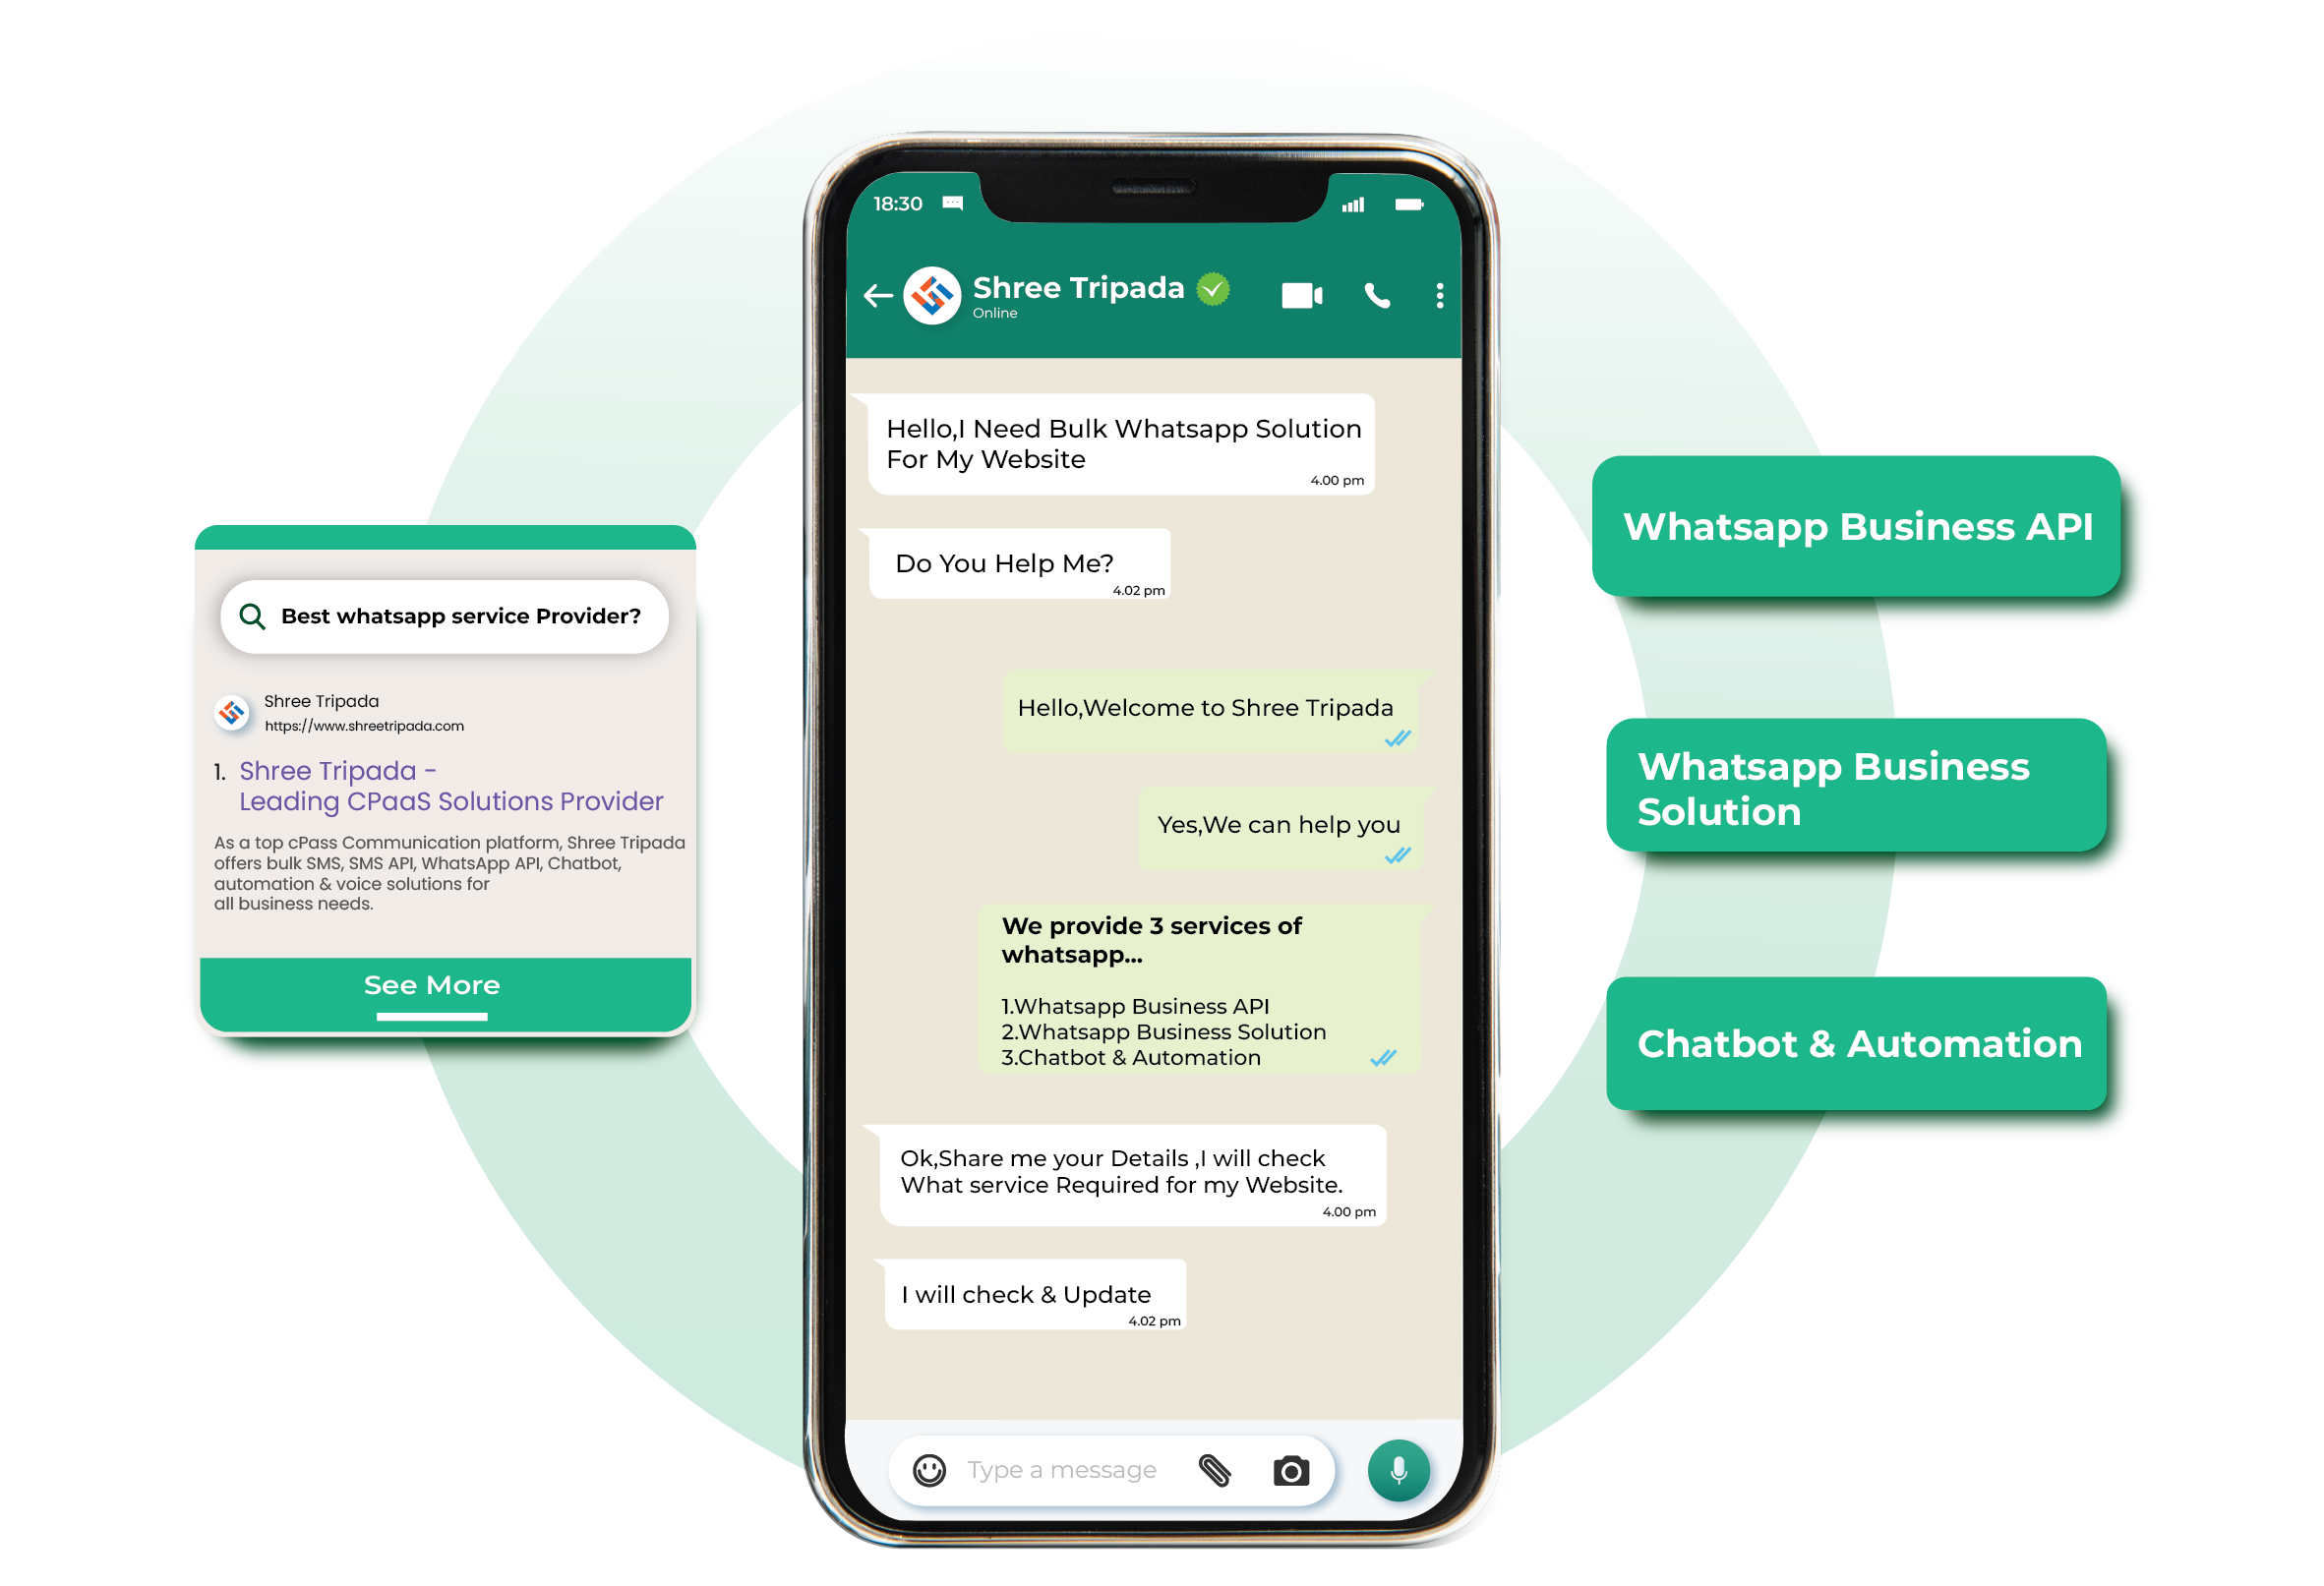 Best whatsapp service Provider?
Shree Tripada
https://www.shreetripada.com
1. Shree Tripada -
Leading CPaaS Solutions Provider
As a top cPass Communication platform, Shree Tripada
offers bulk SMS, SMS API, WhatsApp API, Chatbot,
automation & voice solutions for
all business needs.
See More
18:30
Shree Tripada
Online
Hello,I Need Bulk Whatsapp Solution
For My Website
4.00 pm
Do You Help Me?
4.02 pm
Hello,Welcome to Shree Tripada
Yes,We can help you
We provide 3 services of
whatsapp...
1.Whatsapp Business API
2.Whatsapp Business Solution
3.Chatbot & Automation
Ok,Share me your Details ,I will check
What service Required for my Website.
4.00 pm
I will check & Update
4.02 pm
Type a message
Whatsapp Business API
Whatsapp Business
Solution
Chatbot & Automation